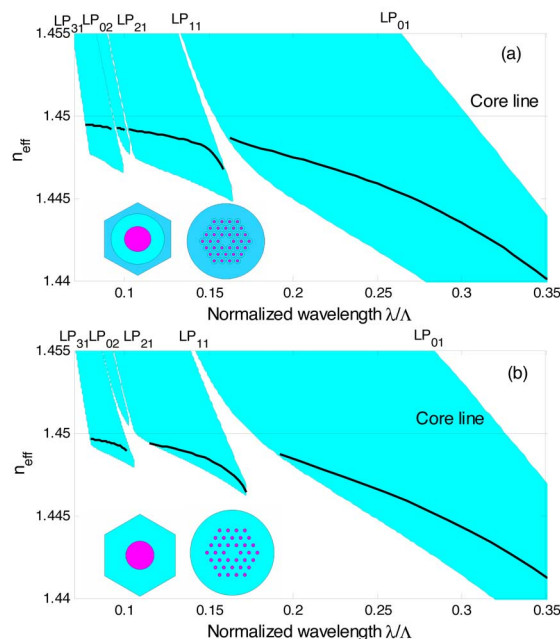 LP31 LP02 LP21 LP11 LP01
1.455
(a)
Core line
1.45
neff
1.445
1.44
0.1 0.15 0.2 0.25 0.3 0.35
Normalized wavelength λ/Λ
LP31 LP02 LP21 LP11 LP01
1.455
(b)
Core line
1.45
neff
1.445
1.44
0.1 0.15 0.2 0.25 0.3 0.35
Normalized wavelength λ/Λ